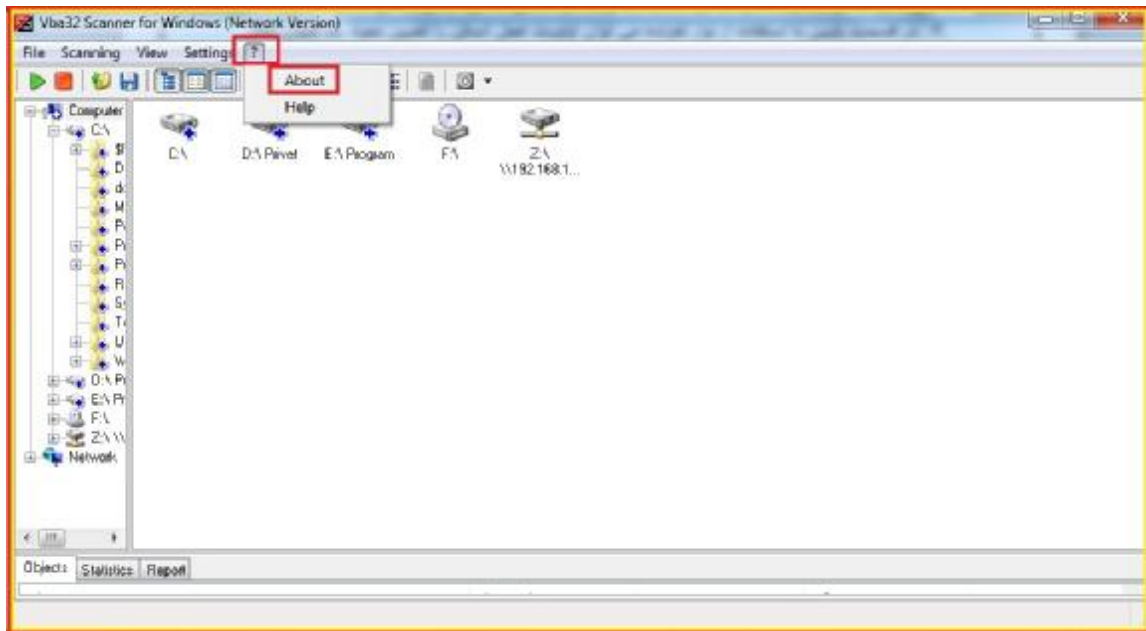 Vba32 Scanner for Windows (Network Version)
File Scanning View Settings ?
About
Help
Computer
C:\
D
M
P
P
R
U
W
D:\
E:\
F:\
Z:\
Network
C:\ D:\ E:\ Program F:\ Z:\
\\192.168.1...
Objects Statistics Report